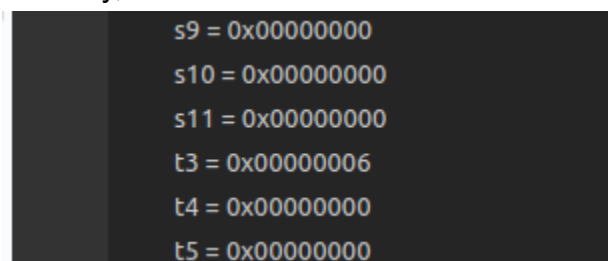 s9 = 0x00000000
s10 = 0x00000000
s11 = 0x00000000
t3 = 0x00000006
t4 = 0x00000000
t5 = 0x00000000